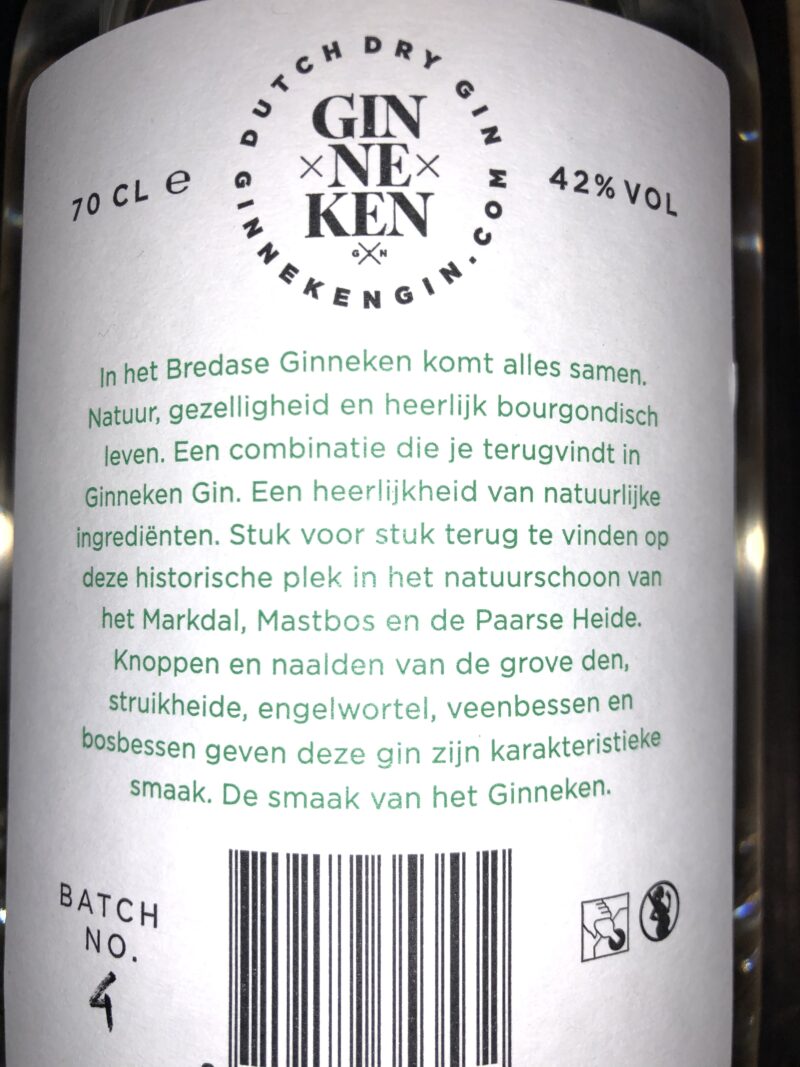 DUTCH DRY GIN
GINNEKENGIN.COM
GIN
×NE×
KEN
G N
70 CL ℮
42% VOL
In het Bredase Ginneken komt alles samen.
Natuur, gezelligheid en heerlijk bourgondisch
leven. Een combinatie die je terugvindt in
Ginneken Gin. Een heerlijkheid van natuurlijke
ingrediënten. Stuk voor stuk terug te vinden op
deze historische plek in het natuurschoon van
het Markdal, Mastbos en de Paarse Heide.
Knoppen en naalden van de grove den,
struikheide, engelwortel, veenbessen en
bosbessen geven deze gin zijn karakteristieke
smaak. De smaak van het Ginneken.
BATCH
NO.
4